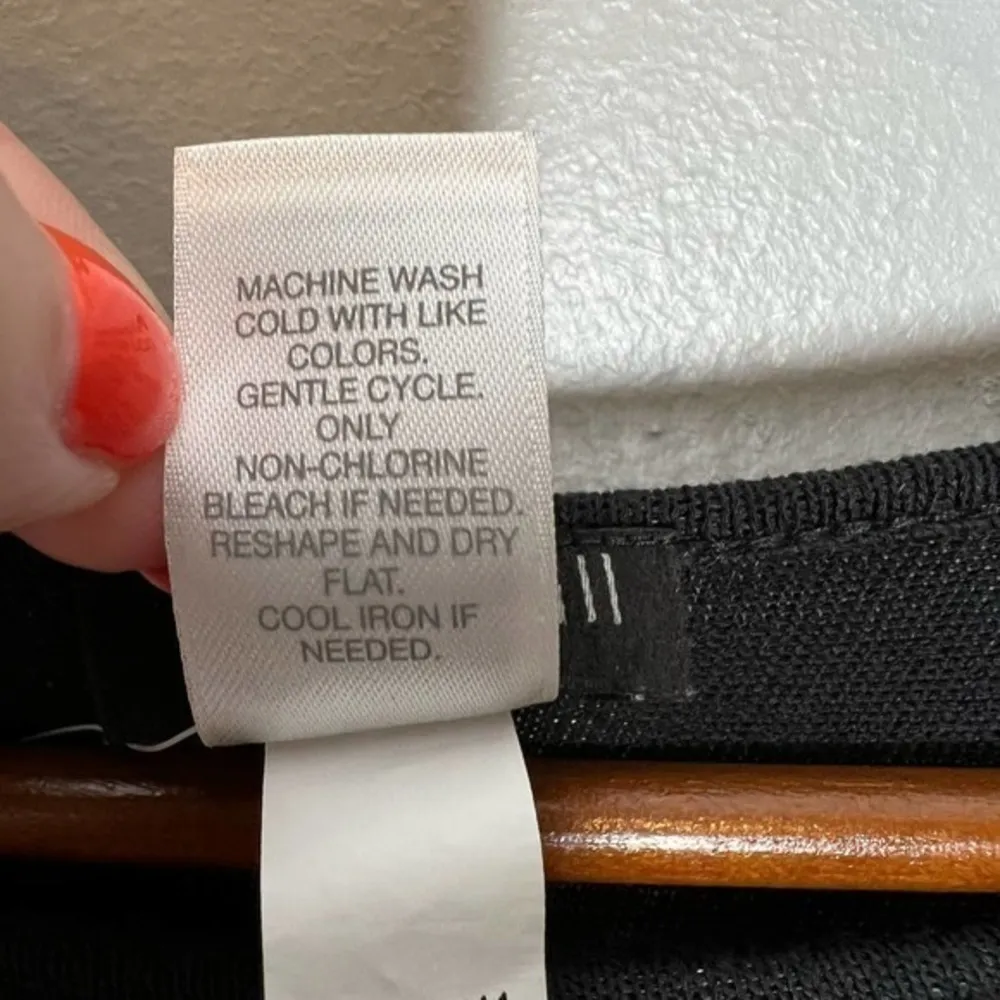 MACHINE WASH
COLD WITH LIKE
COLORS.
GENTLE CYCLE.
ONLY
NON-CHLORINE
BLEACH IF NEEDED.
RESHAPE AND DRY
FLAT.
COOL IRON IF
NEEDED.